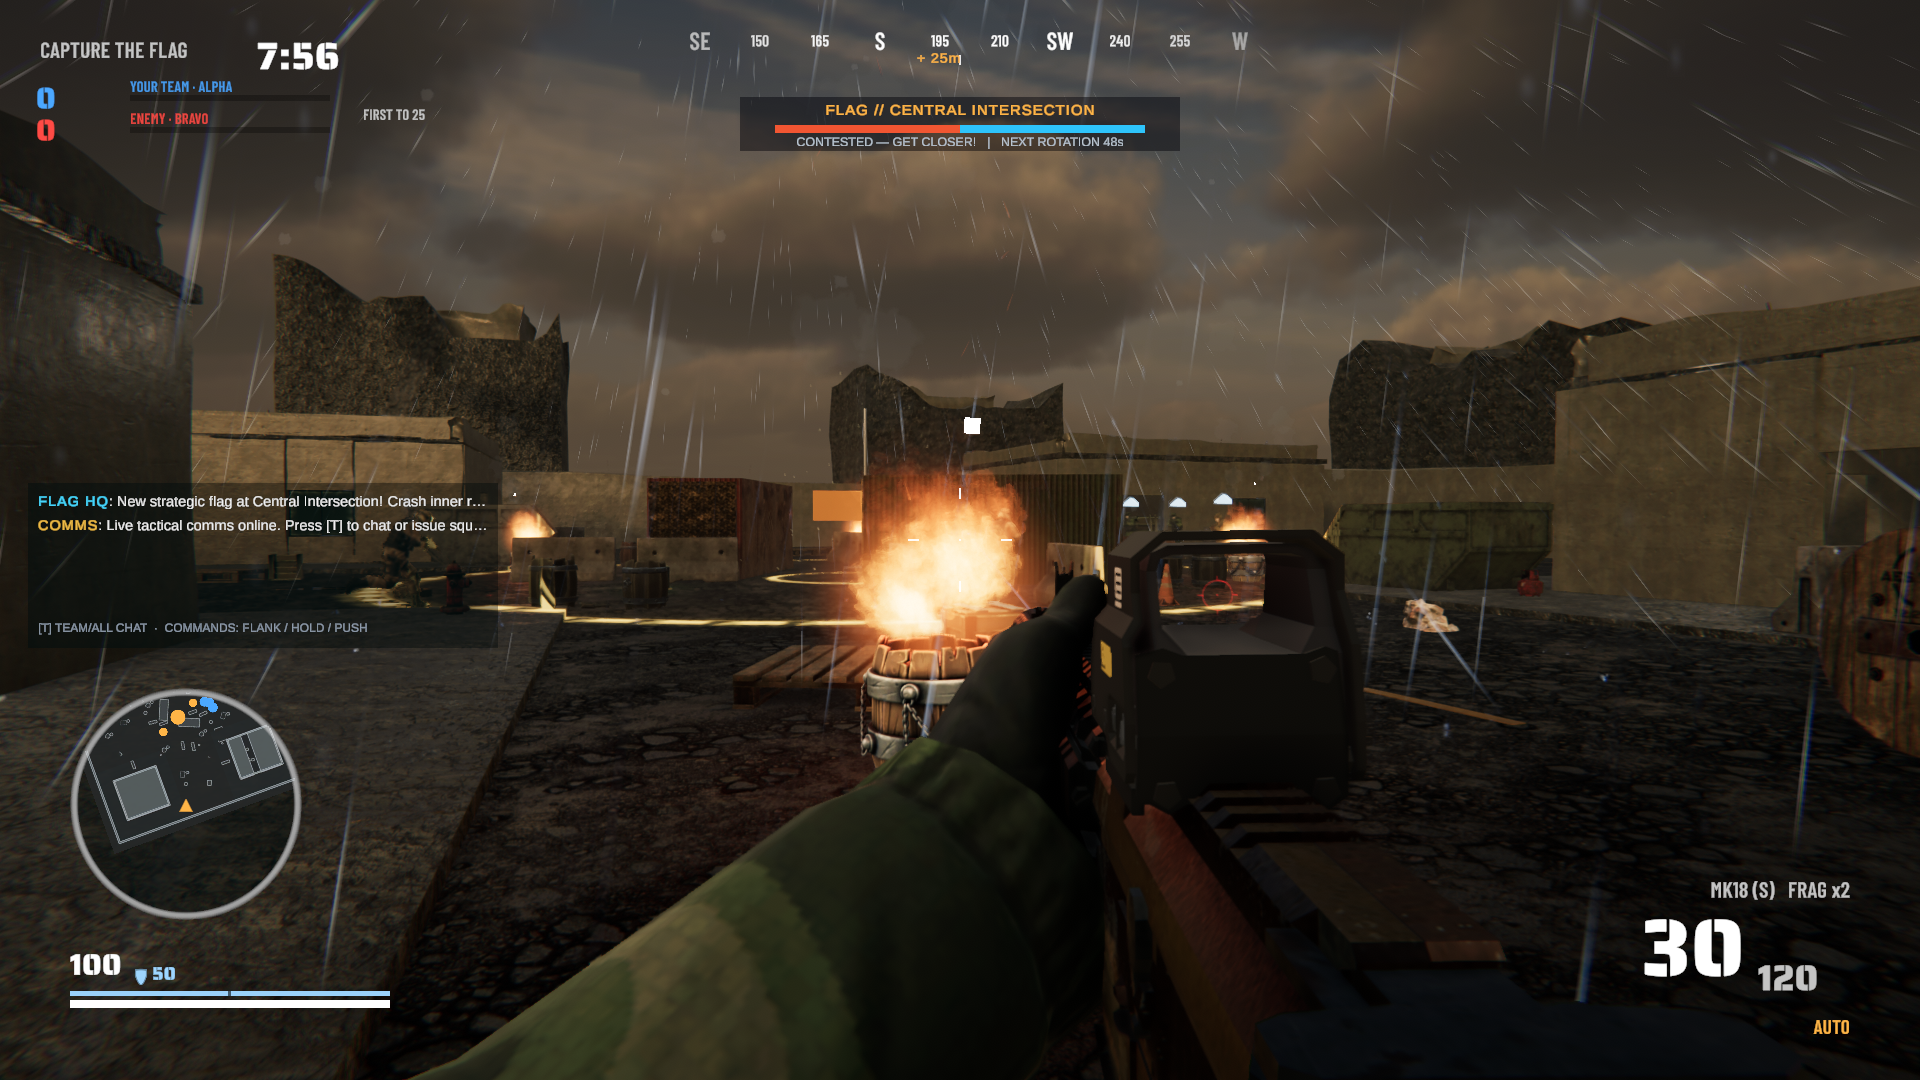 CAPTURE THE FLAG 7:56
0 YOUR TEAM · ALPHA
0 ENEMY · BRAVO
FIRST TO 25
SE 150 165 S 195 210 SW 240 255 W
+ 25m
FLAG // CENTRAL INTERSECTION
CONTESTED — GET CLOSER! | NEXT ROTATION 48s
FLAG HQ: New strategic flag at Central Intersection! Crash inner r...
COMMS: Live tactical comms online. Press [T] to chat or issue squ...
[T] TEAM/ALL CHAT · COMMANDS: FLANK / HOLD / PUSH
100 50
MK18 (S) FRAG x2
30 120
AUTO